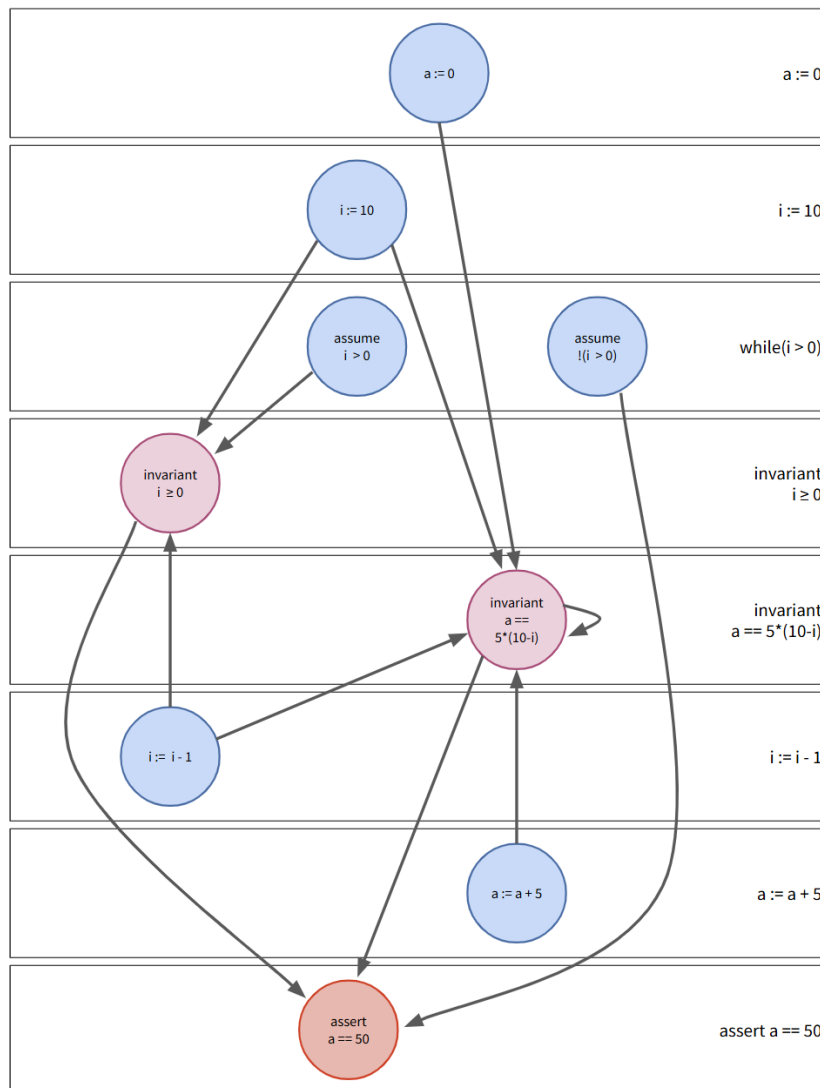 a := 0
a := 0
i := 10
i := 10
assume
i > 0
assume
!(i > 0)
while(i > 0)
invariant
i ≥ 0
invariant
i ≥ 0
invariant
a ==
5*(10-i)
invariant
a == 5*(10-i)
i := i - 1
i := i - 1
a := a + 5
a := a + 5
assert
a == 50
assert a == 50